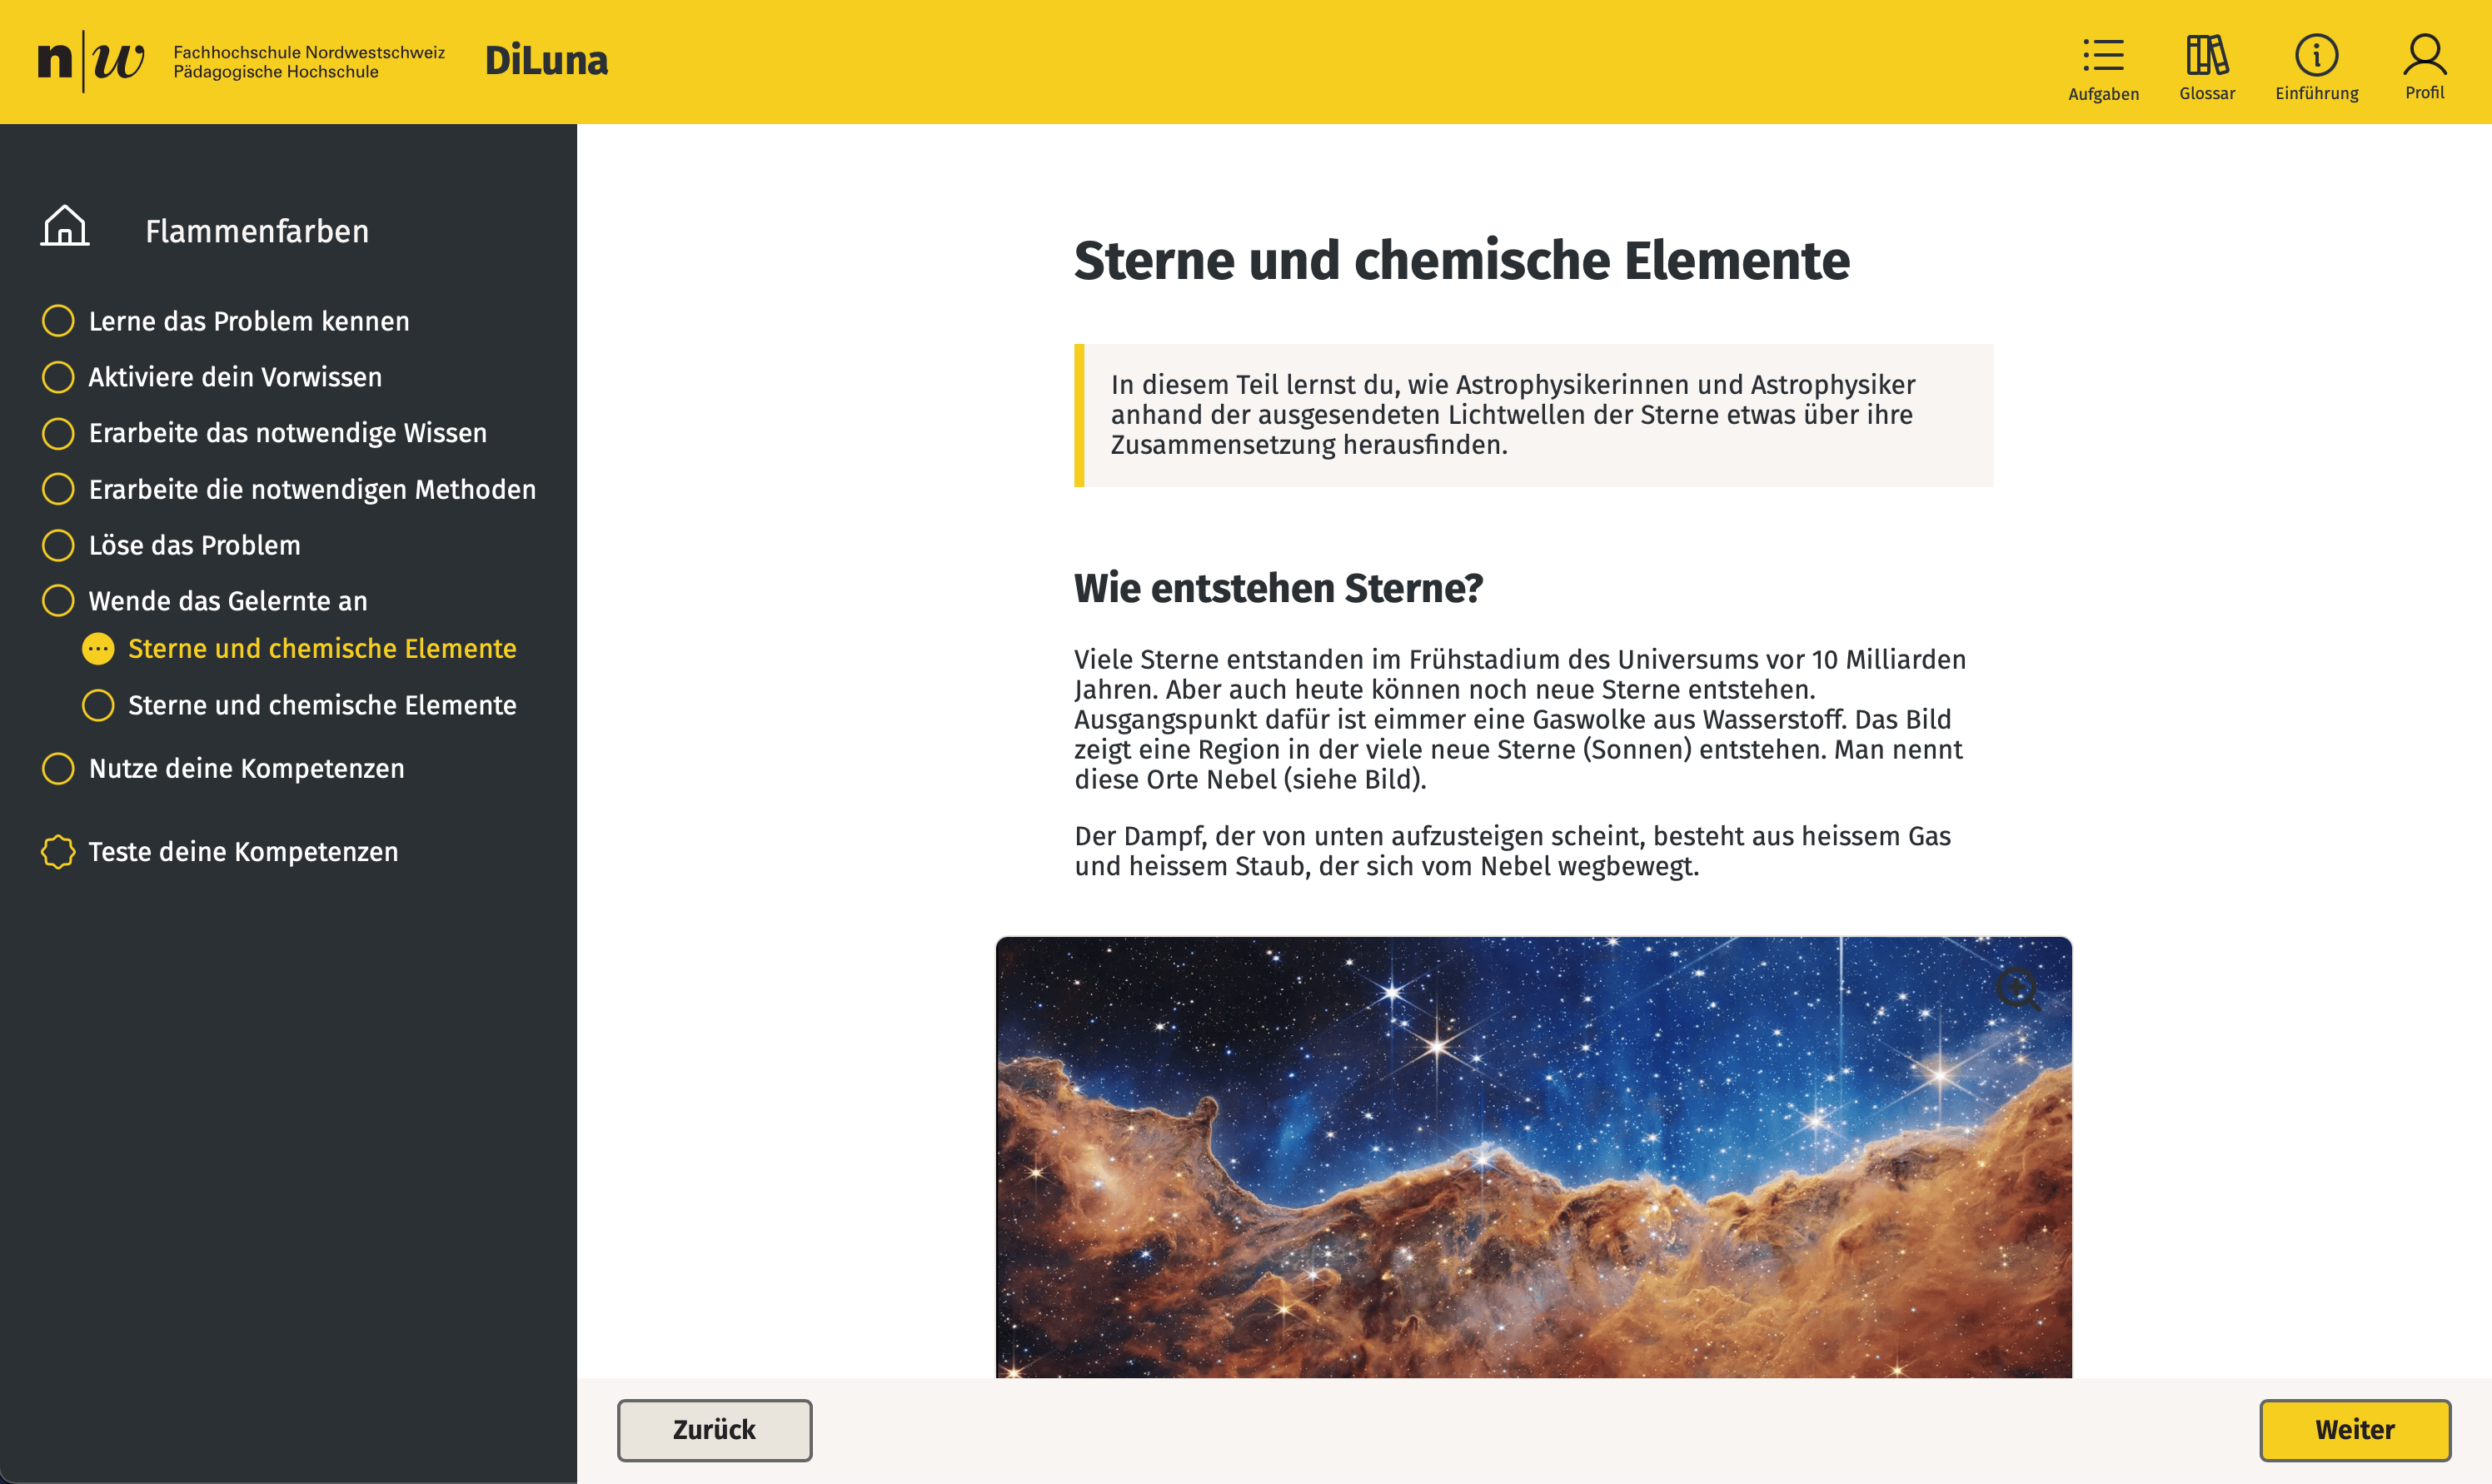 n|w
Fachhochschule Nordwestschweiz
Pädagogische Hochschule
DiLuna
Aufgaben
Glossar
Einführung
Profil
Flammenfarben
Lerne das Problem kennen
Aktiviere dein Vorwissen
Erarbeite das notwendige Wissen
Erarbeite die notwendigen Methoden
Löse das Problem
Wende das Gelernte an
Sterne und chemische Elemente
Sterne und chemische Elemente
Nutze deine Kompetenzen
Teste deine Kompetenzen
Sterne und chemische Elemente
In diesem Teil lernst du, wie Astrophysikerinnen und Astrophysiker
anhand der ausgesendeten Lichtwellen der Sterne etwas über ihre
Zusammensetzung herausfinden.
Wie entstehen Sterne?
Viele Sterne entstanden im Frühstadium des Universums vor 10 Milliarden
Jahren. Aber auch heute können noch neue Sterne entstehen.
Ausgangspunkt dafür ist eimmer eine Gaswolke aus Wasserstoff. Das Bild
zeigt eine Region in der viele neue Sterne (Sonnen) entstehen. Man nennt
diese Orte Nebel (siehe Bild).
Der Dampf, der von unten aufzusteigen scheint, besteht aus heissem Gas
und heissem Staub, der sich vom Nebel wegbewegt.
Zurück
Weiter